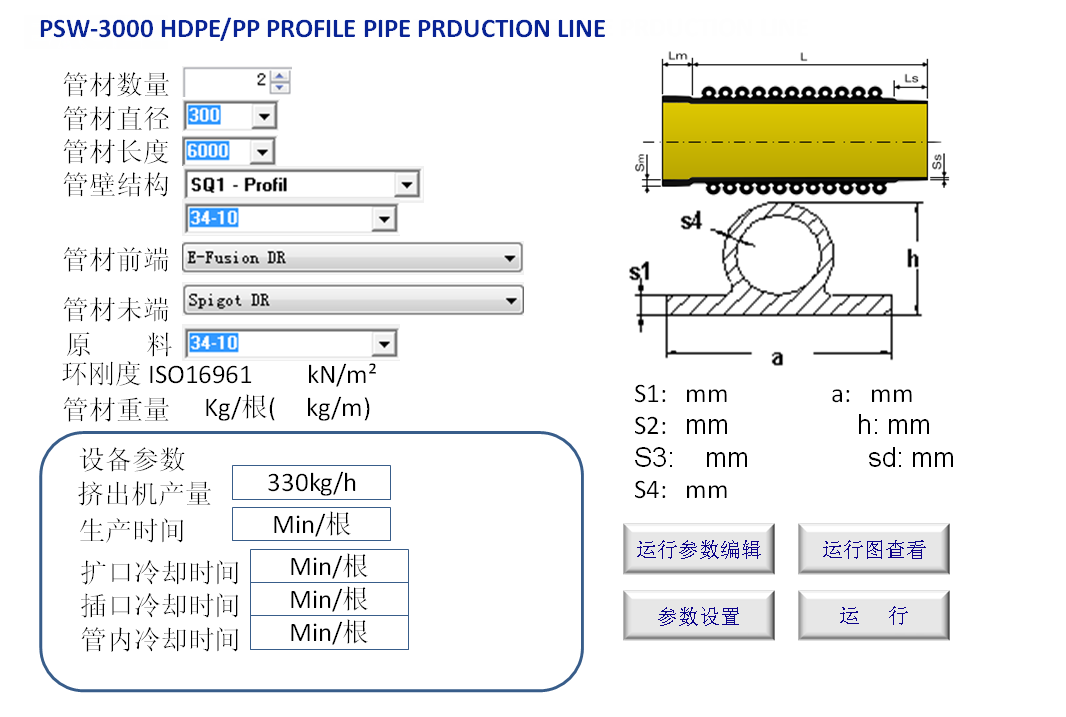 PSW-3000 HDPE/PP PROFILE PIPE PRDUCTION LINE
管材数量 2
管材直径 300
管材长度 6000
管壁结构 SQ1 - Profil
34-10
管材前端 E-Fusion DR
管材未端 Spigot DR
原 料 34-10
环刚度 ISO16961 kN/m²
管材重量 Kg/根( kg/m)
设备参数
挤出机产量 330kg/h
生产时间 Min/根
扩口冷却时间 Min/根
插口冷却时间 Min/根
管内冷却时间 Min/根
Lm L
Ls
Sm Ss
s4
h
s1
a
S1: mm a: mm
S2: mm h: mm
S3: mm sd: mm
S4: mm
运行参数编辑 运行图查看
参数设置 运 行